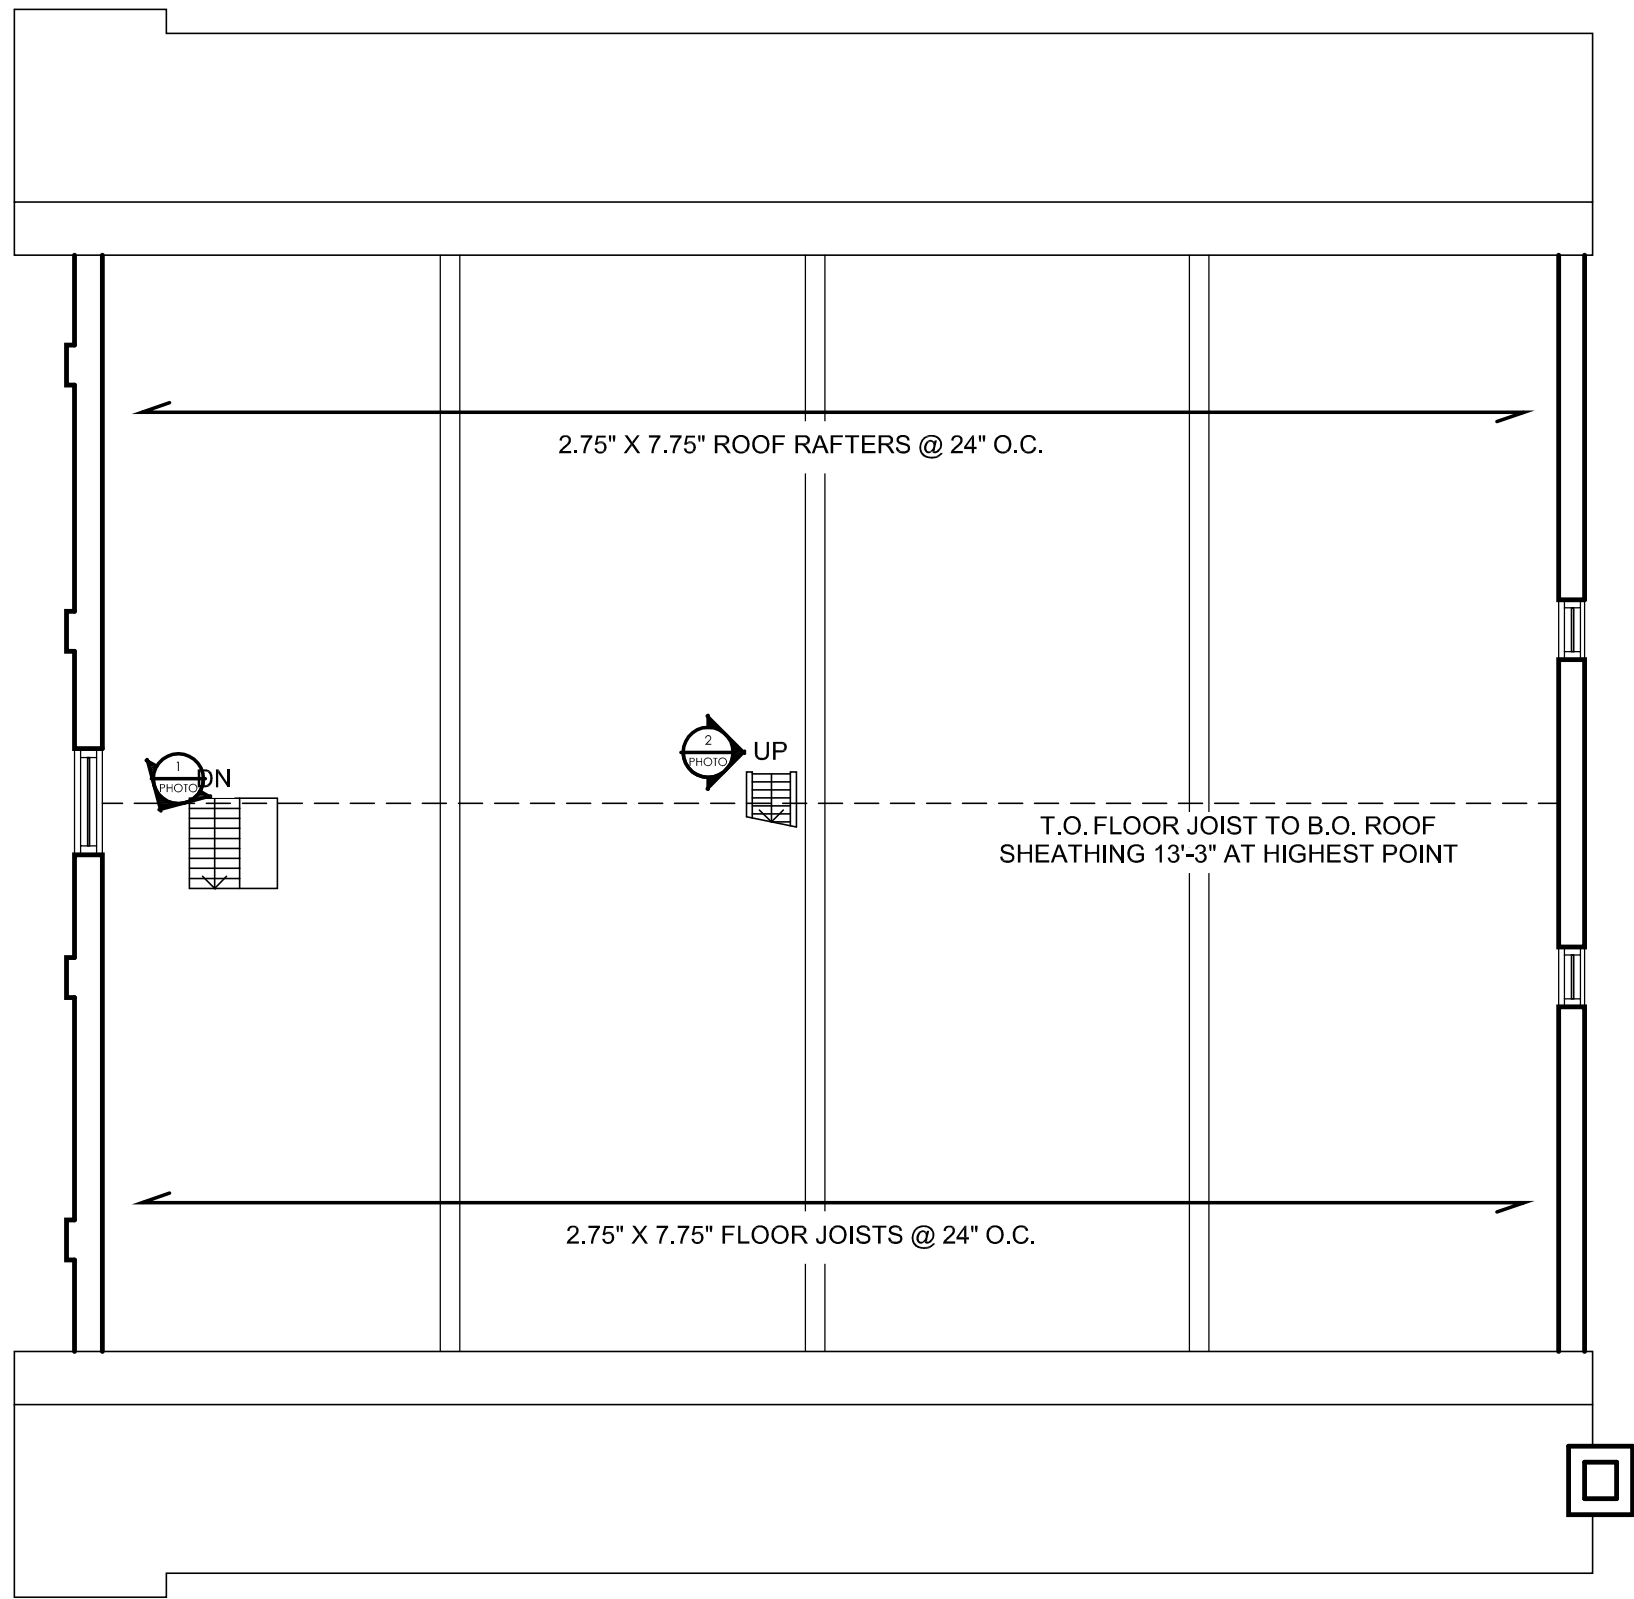 2.75" X 7.75" ROOF RAFTERS @ 24" O.C.
2
PHOTO
UP
1
PHOTO
DN
T.O. FLOOR JOIST TO B.O. ROOF
SHEATHING 13'-3" AT HIGHEST POINT
2.75" X 7.75" FLOOR JOISTS @ 24" O.C.